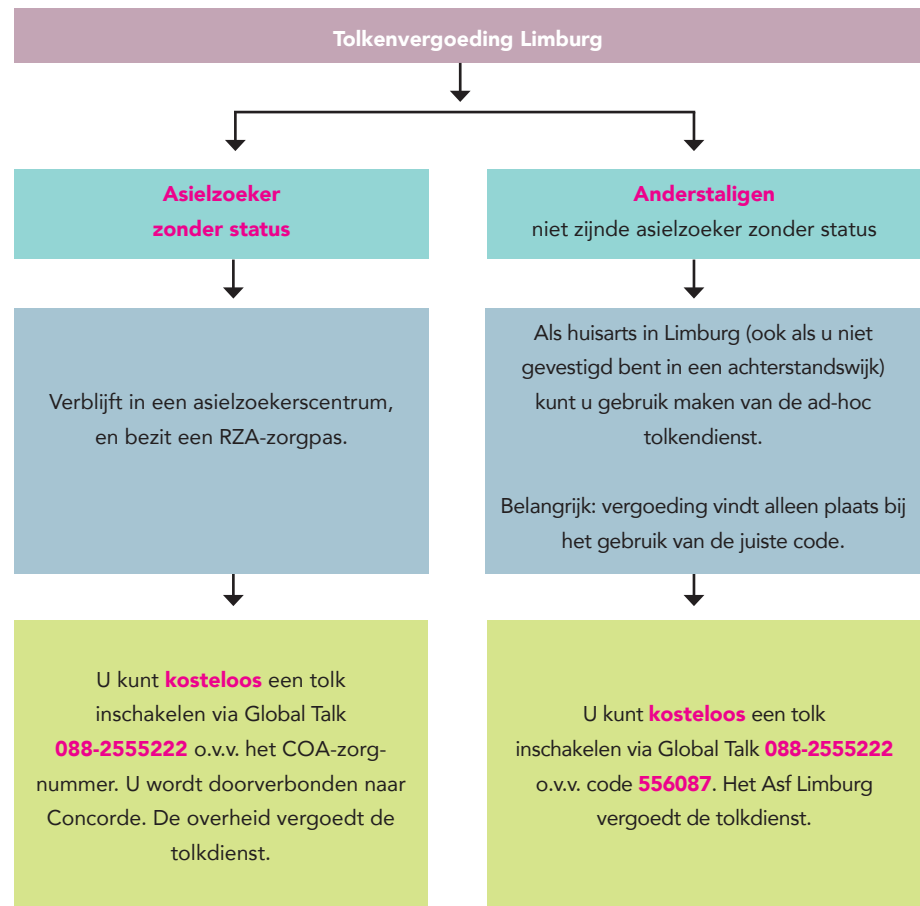 Tolkenvergoeding Limburg
Asielzoeker
zonder status
Verblijft in een asielzoekerscentrum,
en bezit een RZA-zorgpas.
U kunt kosteloos een tolk
inschakelen via Global Talk
088-2555222 o.v.v. het COA-zorg-
nummer. U wordt doorverbonden naar
Concorde. De overheid vergoedt de
tolkdienst.
Anderstaligen
niet zijnde asielzoeker zonder status
Als huisarts in Limburg (ook als u niet
gevestigd bent in een achterstandswijk)
kunt u gebruik maken van de ad-hoc
tolkendienst.
Belangrijk: vergoeding vindt alleen plaats bij
het gebruik van de juiste code.
U kunt kosteloos een tolk
inschakelen via Global Talk 088-2555222
o.v.v. code 556087. Het Asf Limburg
vergoedt de tolkdienst.